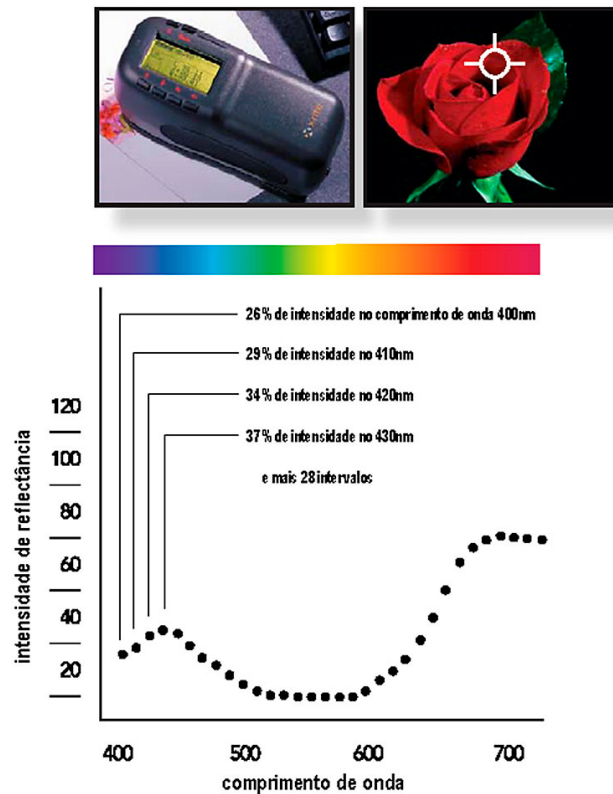 26% de intensidade no comprimento de onda 400nm
29% de intensidade no 410nm
34% de intensidade no 420nm
37% de intensidade no 430nm
e mais 28 intervalos
intensidade de reflectância
120
100
80
60
40
20
400 500 600 700
comprimento de onda